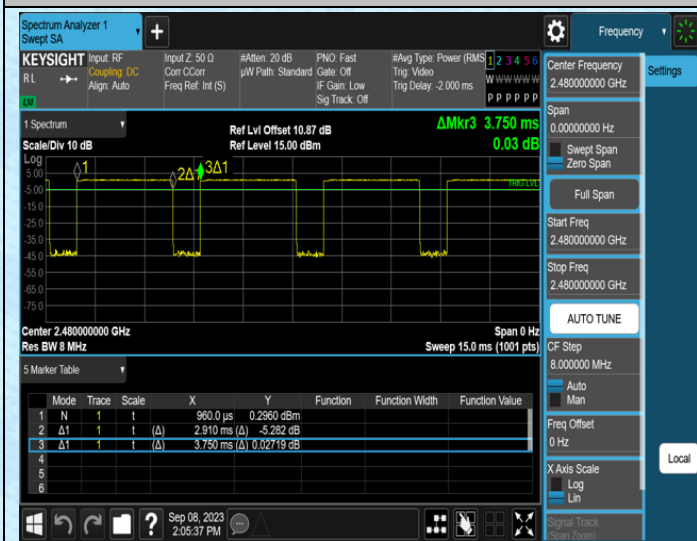 Spectrum Analyzer 1
Swept SA
+
Frequency
KEYSIGHT
R L
Input: RF
Coupling: DC
Align: Auto
Input Z: 50 Ω
Corr CCorr
Freq Ref: Int (S)
#Atten: 20 dB
µW Path: Standard
PNO: Fast
Gate: Off
IF Gain: Low
Sig Track: Off
#Avg Type: Power (RMS
Trig: Video
Trig Delay: -2.000 ms
1 2 3 4 5 6
W W W W W W
P P P P P P
1 Spectrum
Scale/Div 10 dB
Log
Ref Lvl Offset 10.87 dB
Ref Level 15.00 dBm
ΔMkr3 3.750 ms
0.03 dB
5.00
-5.00
-15.0
-25.0
-35.0
-45.0
-55.0
-65.0
-75.0
1
2Δ1
3Δ1
TRIG LVL
Center 2.480000000 GHz
Res BW 8 MHz
Span 0 Hz
Sweep 15.0 ms (1001 pts)
5 Marker Table
Mode Trace Scale X Y Function Function Width Function Value
1 N 1 t 960.0 µs 0.2960 dBm
2 Δ1 1 t (Δ) 2.910 ms (Δ) -5.282 dB
3 Δ1 1 t (Δ) 3.750 ms (Δ) 0.02719 dB
4
5
6
?
Sep 08, 2023
2:05:37 PM
Center Frequency
2.480000000 GHz
Span
0.00000000 Hz
Swept Span
Zero Span
Full Span
Start Freq
2.480000000 GHz
Stop Freq
2.480000000 GHz
AUTO TUNE
CF Step
8.000000 MHz
Auto
Man
Freq Offset
0 Hz
X Axis Scale
Log
Lin
Signal Track
(Span Zoom)
Settings
Local